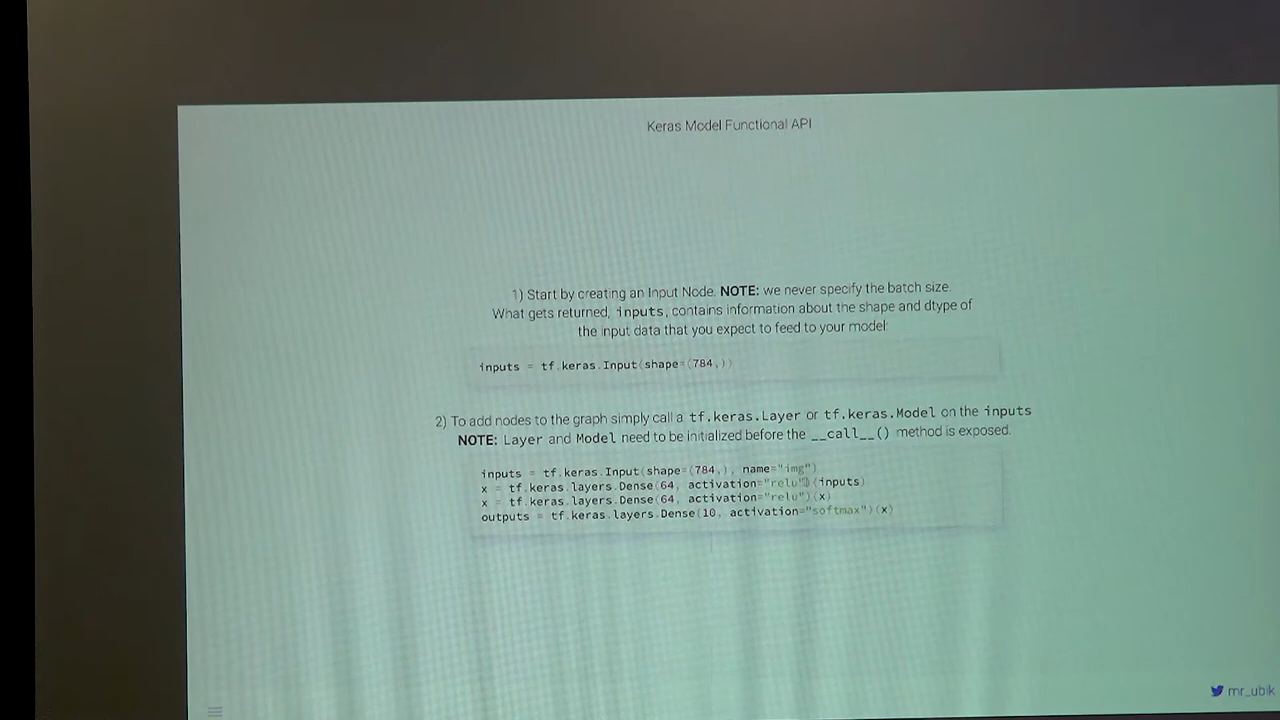 Keras Model Functional API
1) Start by creating an Input Node. NOTE: we never specify the batch size.
What gets returned, inputs, contains information about the shape and dtype of
the input data that you expect to feed to your model:
inputs = tf.keras.Input(shape=(784,))
2) To add nodes to the graph simply call a tf.keras.Layer or tf.keras.Model on the inputs
NOTE: Layer and Model need to be initialized before the __call__() method is exposed.
inputs = tf.keras.Input(shape=(784,), name="img")
x = tf.keras.layers.Dense(64, activation="relu")(inputs)
x = tf.keras.layers.Dense(64, activation="relu")(x)
outputs = tf.keras.layers.Dense(10, activation="softmax")(x)
mr_ubik